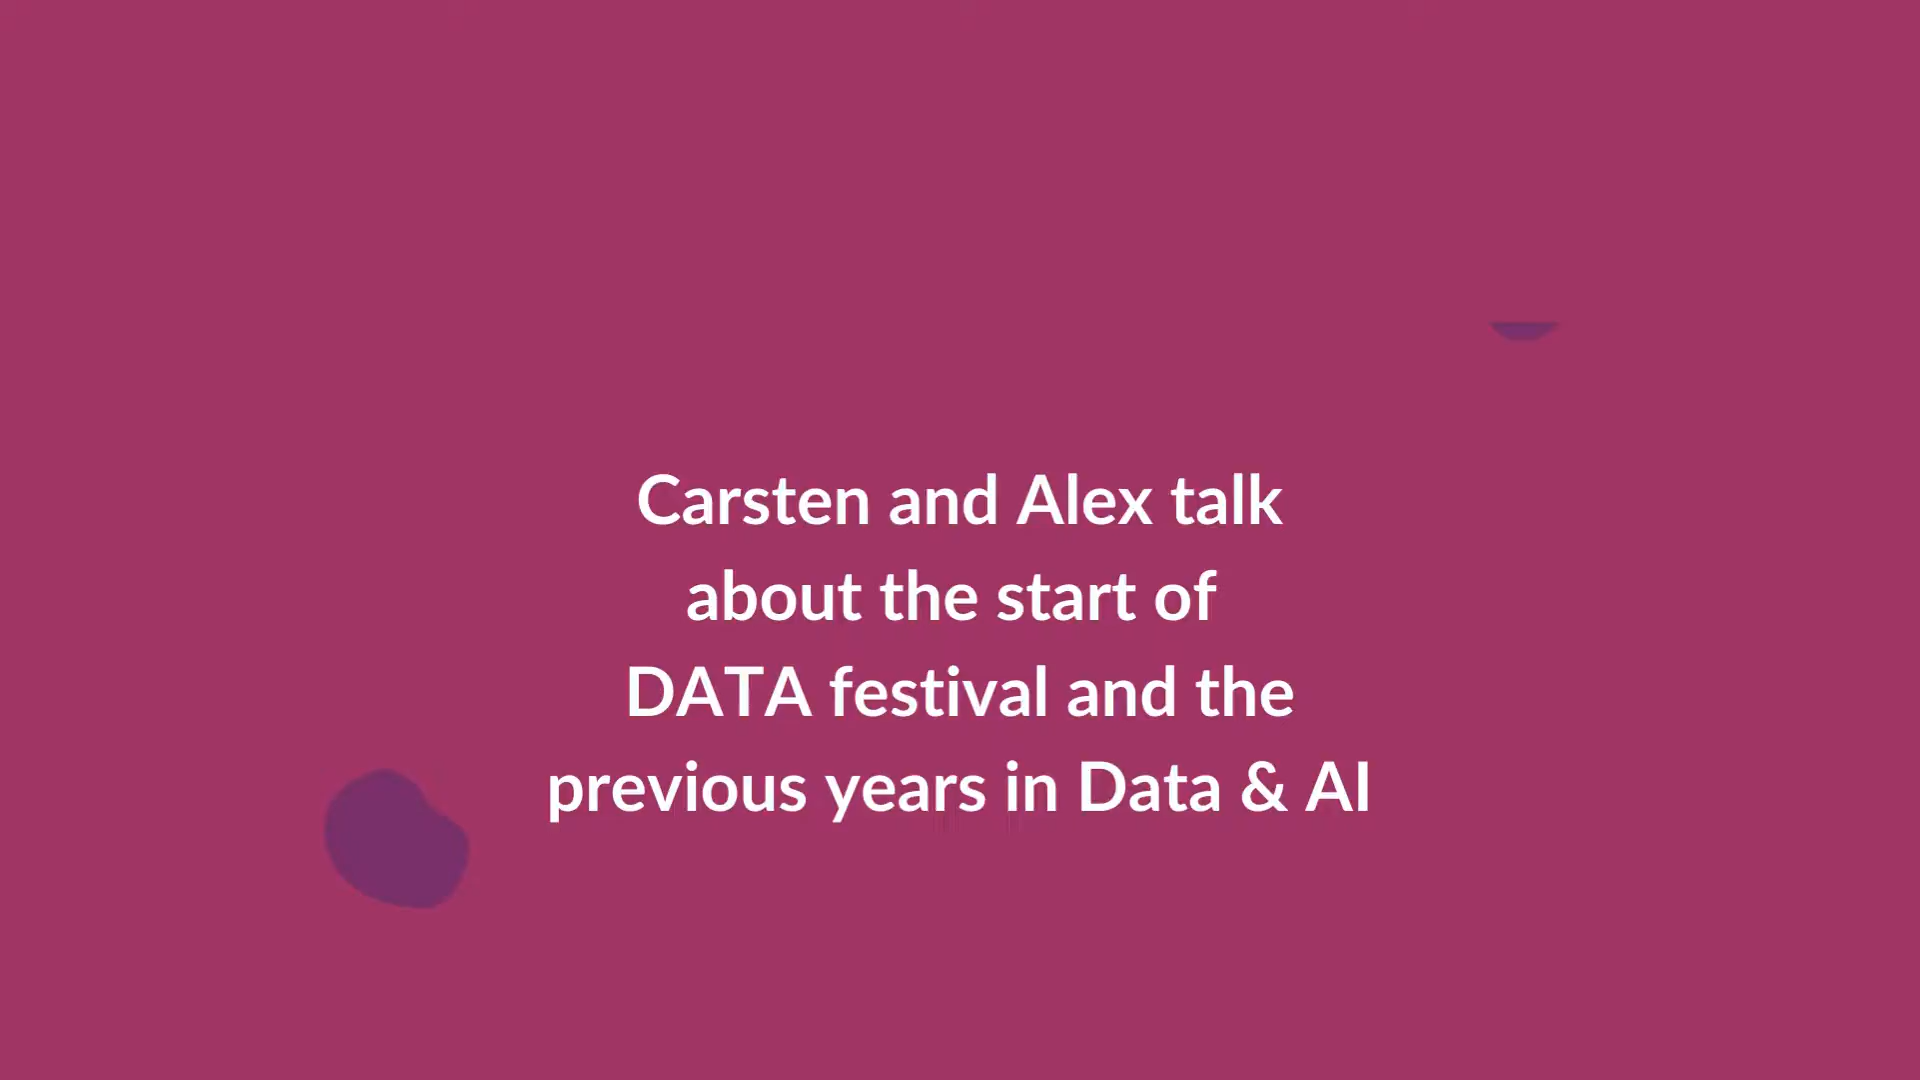 Carsten and Alex talk
about the start of
DATA festival and the
previous years in Data & AI